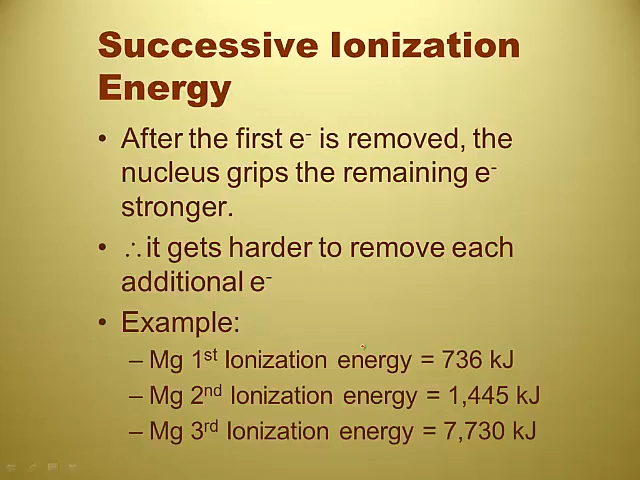 Successive Ionization
Energy
• After the first e⁻ is removed, the
nucleus grips the remaining e⁻
stronger.
• ∴it gets harder to remove each
additional e⁻
• Example:
– Mg 1ˢᵗ Ionization energy = 736 kJ
– Mg 2ⁿᵈ Ionization energy = 1,445 kJ
– Mg 3ʳᵈ Ionization energy = 7,730 kJ